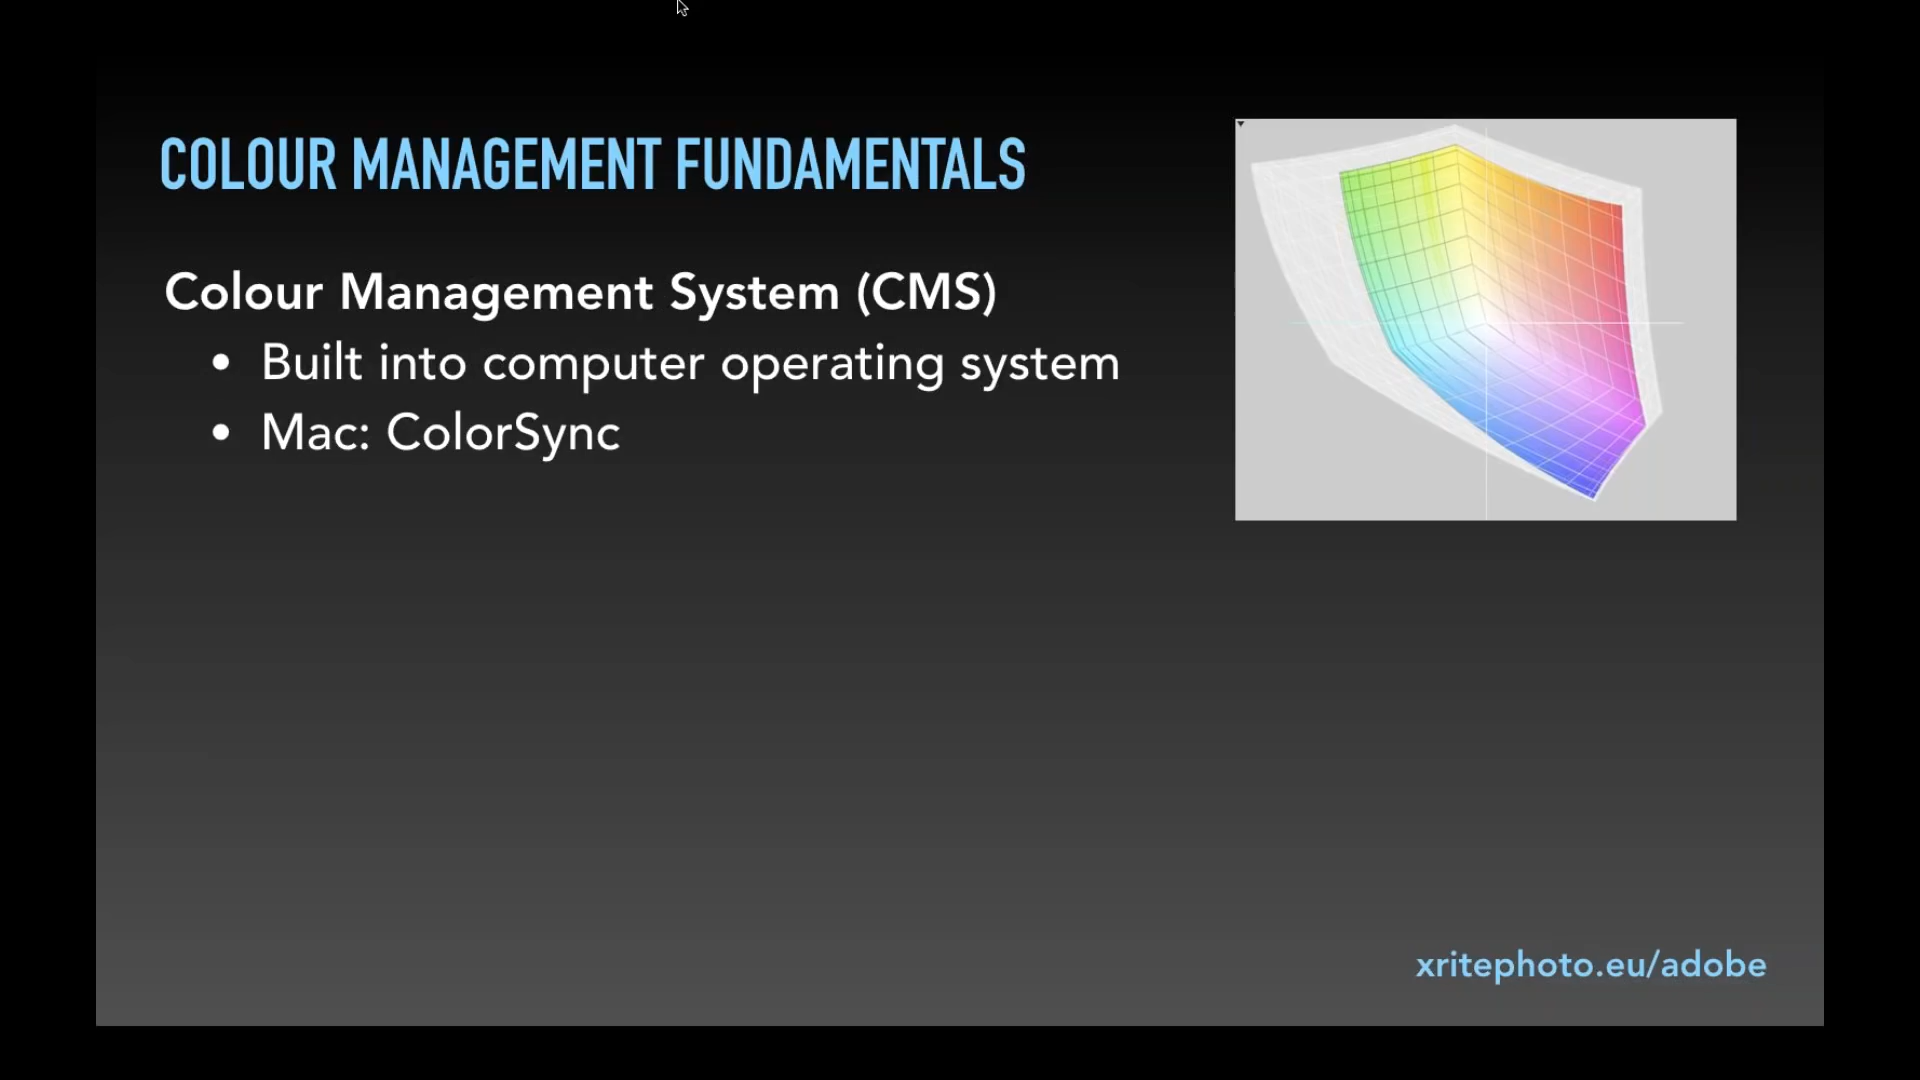 COLOUR MANAGEMENT FUNDAMENTALS
Colour Management System (CMS)
• Built into computer operating system
• Mac: ColorSync
xritephoto.eu/adobe